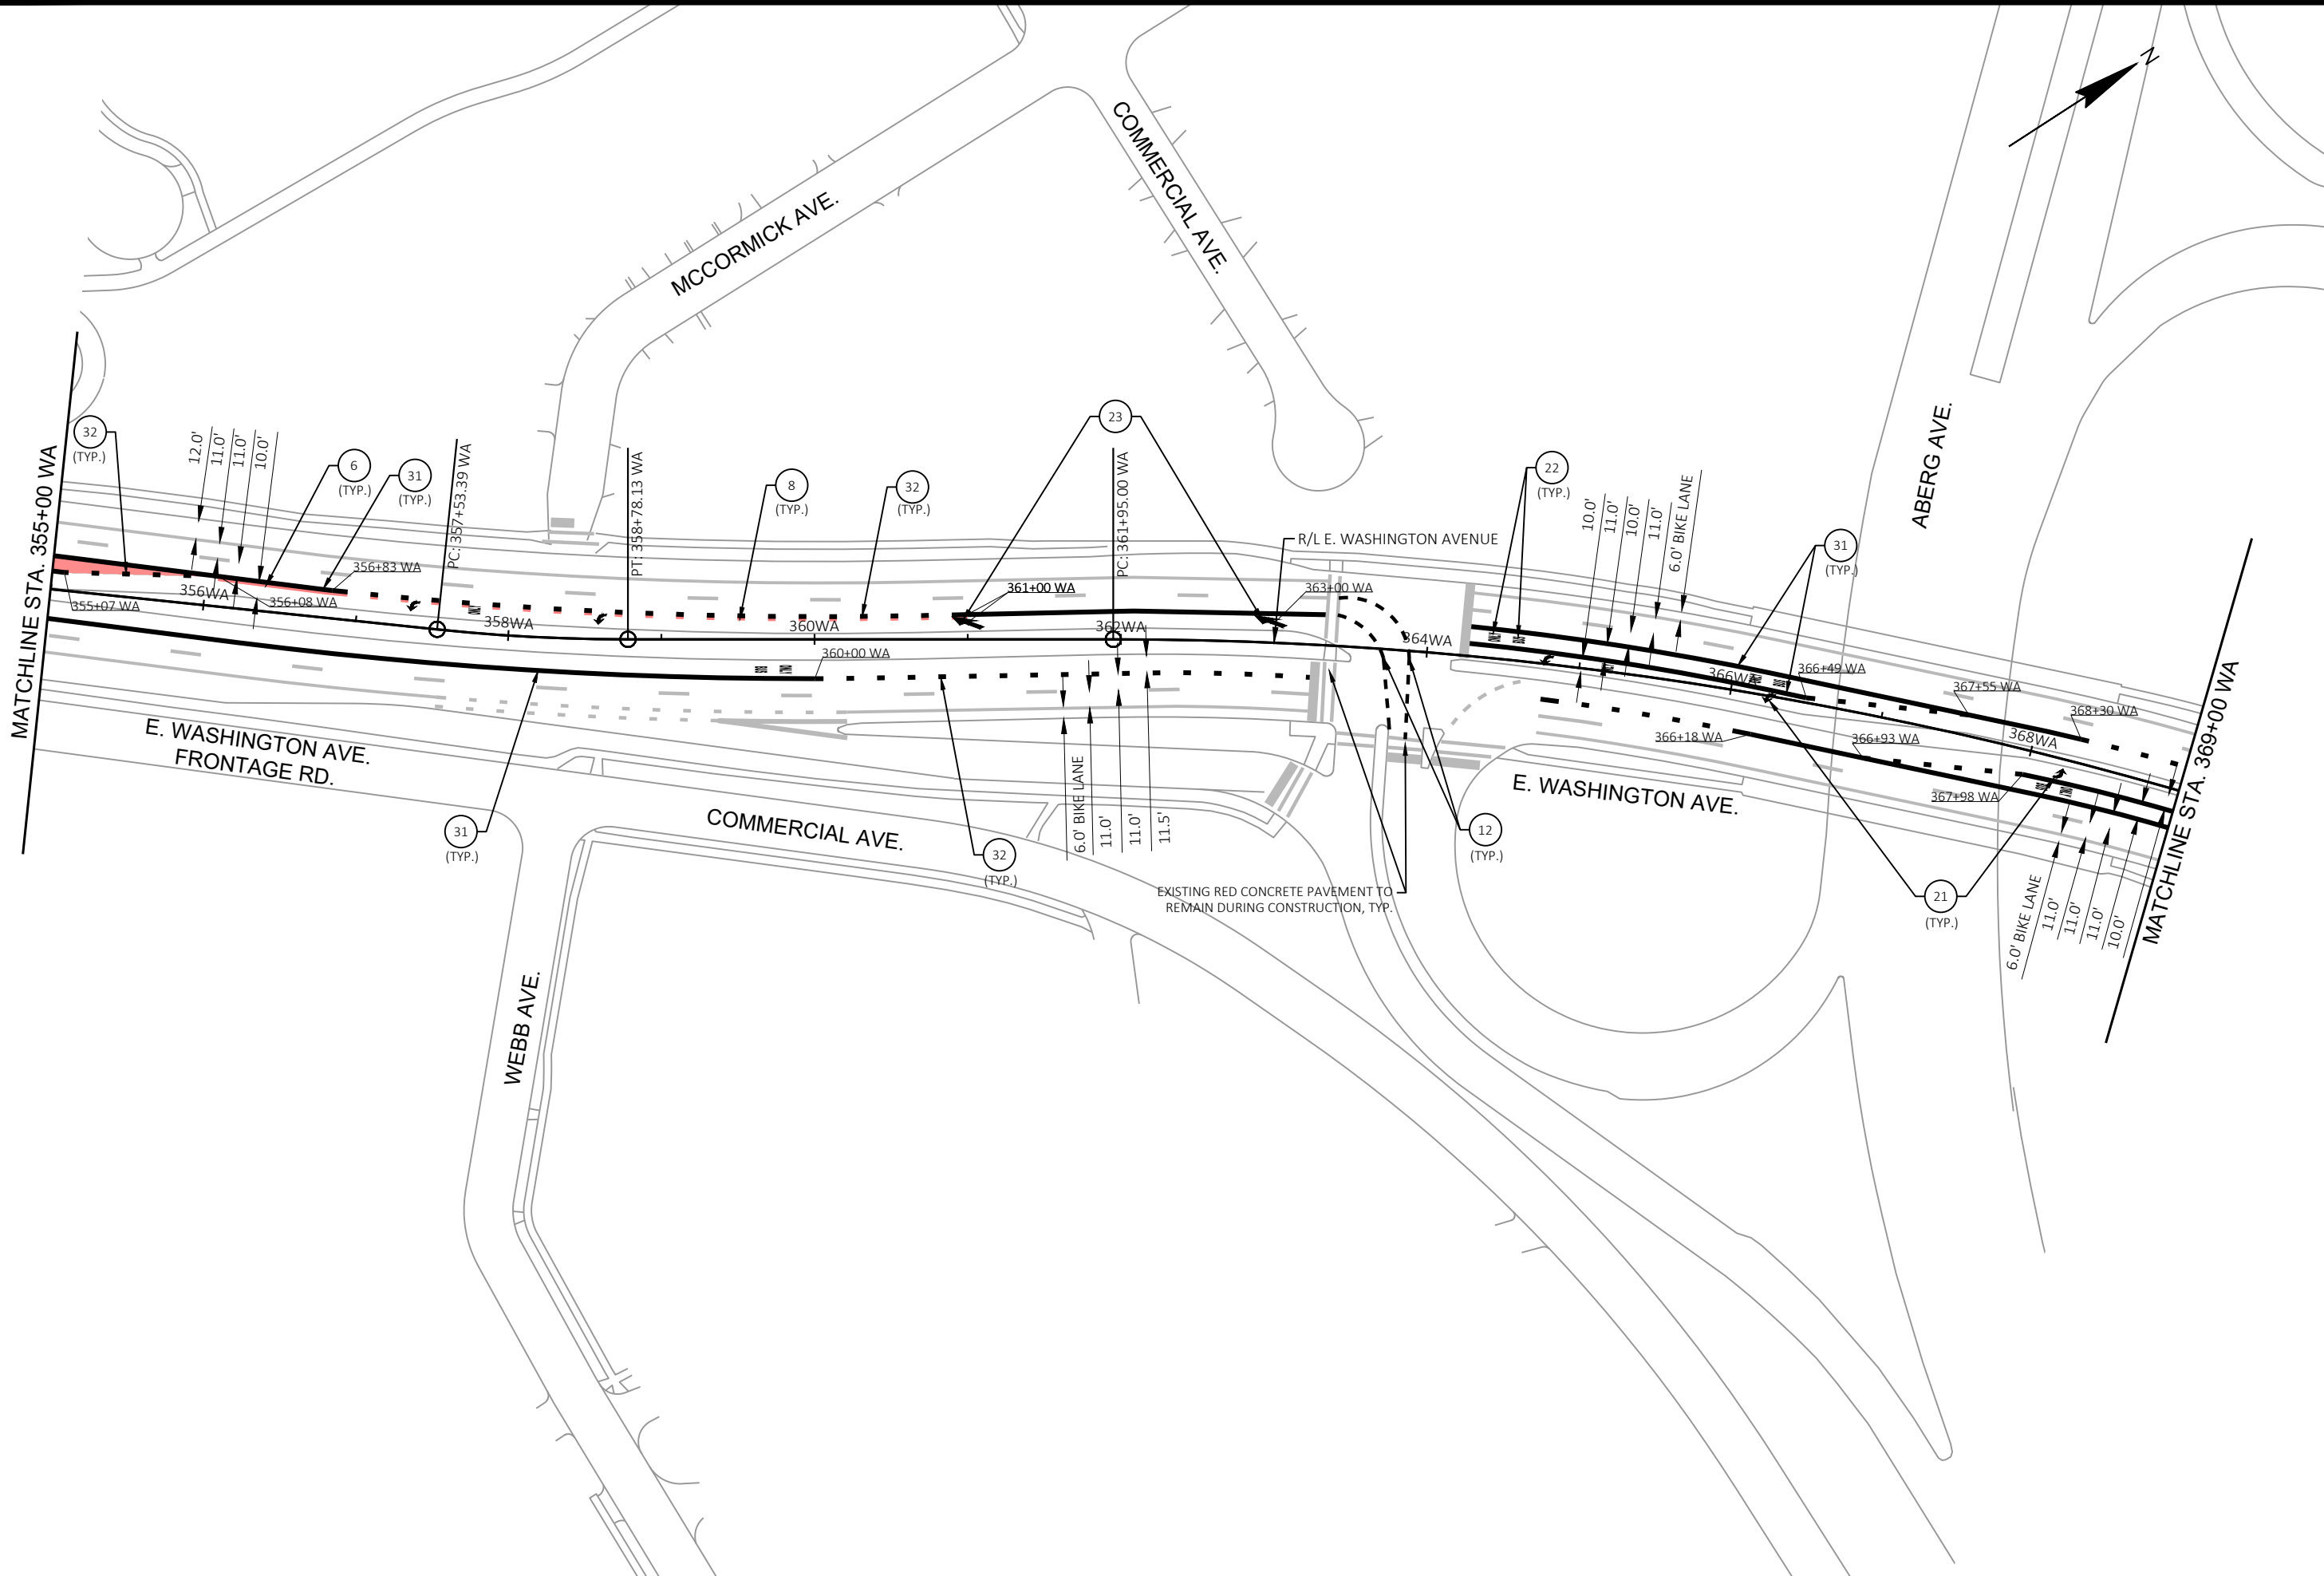 N
COMMERCIAL AVE.
MCCORMICK AVE.
ABERG AVE.
MATCHLINE STA. 355+00 WA
32
(TYP.)
12.0'
11.0'
11.0'
10.0'
6
(TYP.)
31
(TYP.)
PC: 357+53.39 WA
PT: 358+78.13 WA
8
(TYP.)
32
(TYP.)
23
PC: 361+95.00 WA
R/L E. WASHINGTON AVENUE
22
(TYP.)
10.0'
11.0'
10.0'
11.0'
6.0' BIKE LANE
31
(TYP.)
355+07 WA
356WA
356+08 WA
356+83 WA
358WA
360WA
360+00 WA
361+00 WA
362WA
363+00 WA
364WA
366WA
366+49 WA
367+55 WA
368+30 WA
368WA
366+18 WA
366+93 WA
367+98 WA
MATCHLINE STA. 369+00 WA
E. WASHINGTON AVE.
FRONTAGE RD.
31
(TYP.)
COMMERCIAL AVE.
32
(TYP.)
6.0' BIKE LANE
11.0'
11.0'
11.5'
EXISTING RED CONCRETE PAVEMENT TO
REMAIN DURING CONSTRUCTION, TYP.
12
(TYP.)
E. WASHINGTON AVE.
21
(TYP.)
6.0' BIKE LANE
11.0'
11.0'
11.0'
10.0'
WEBB AVE.